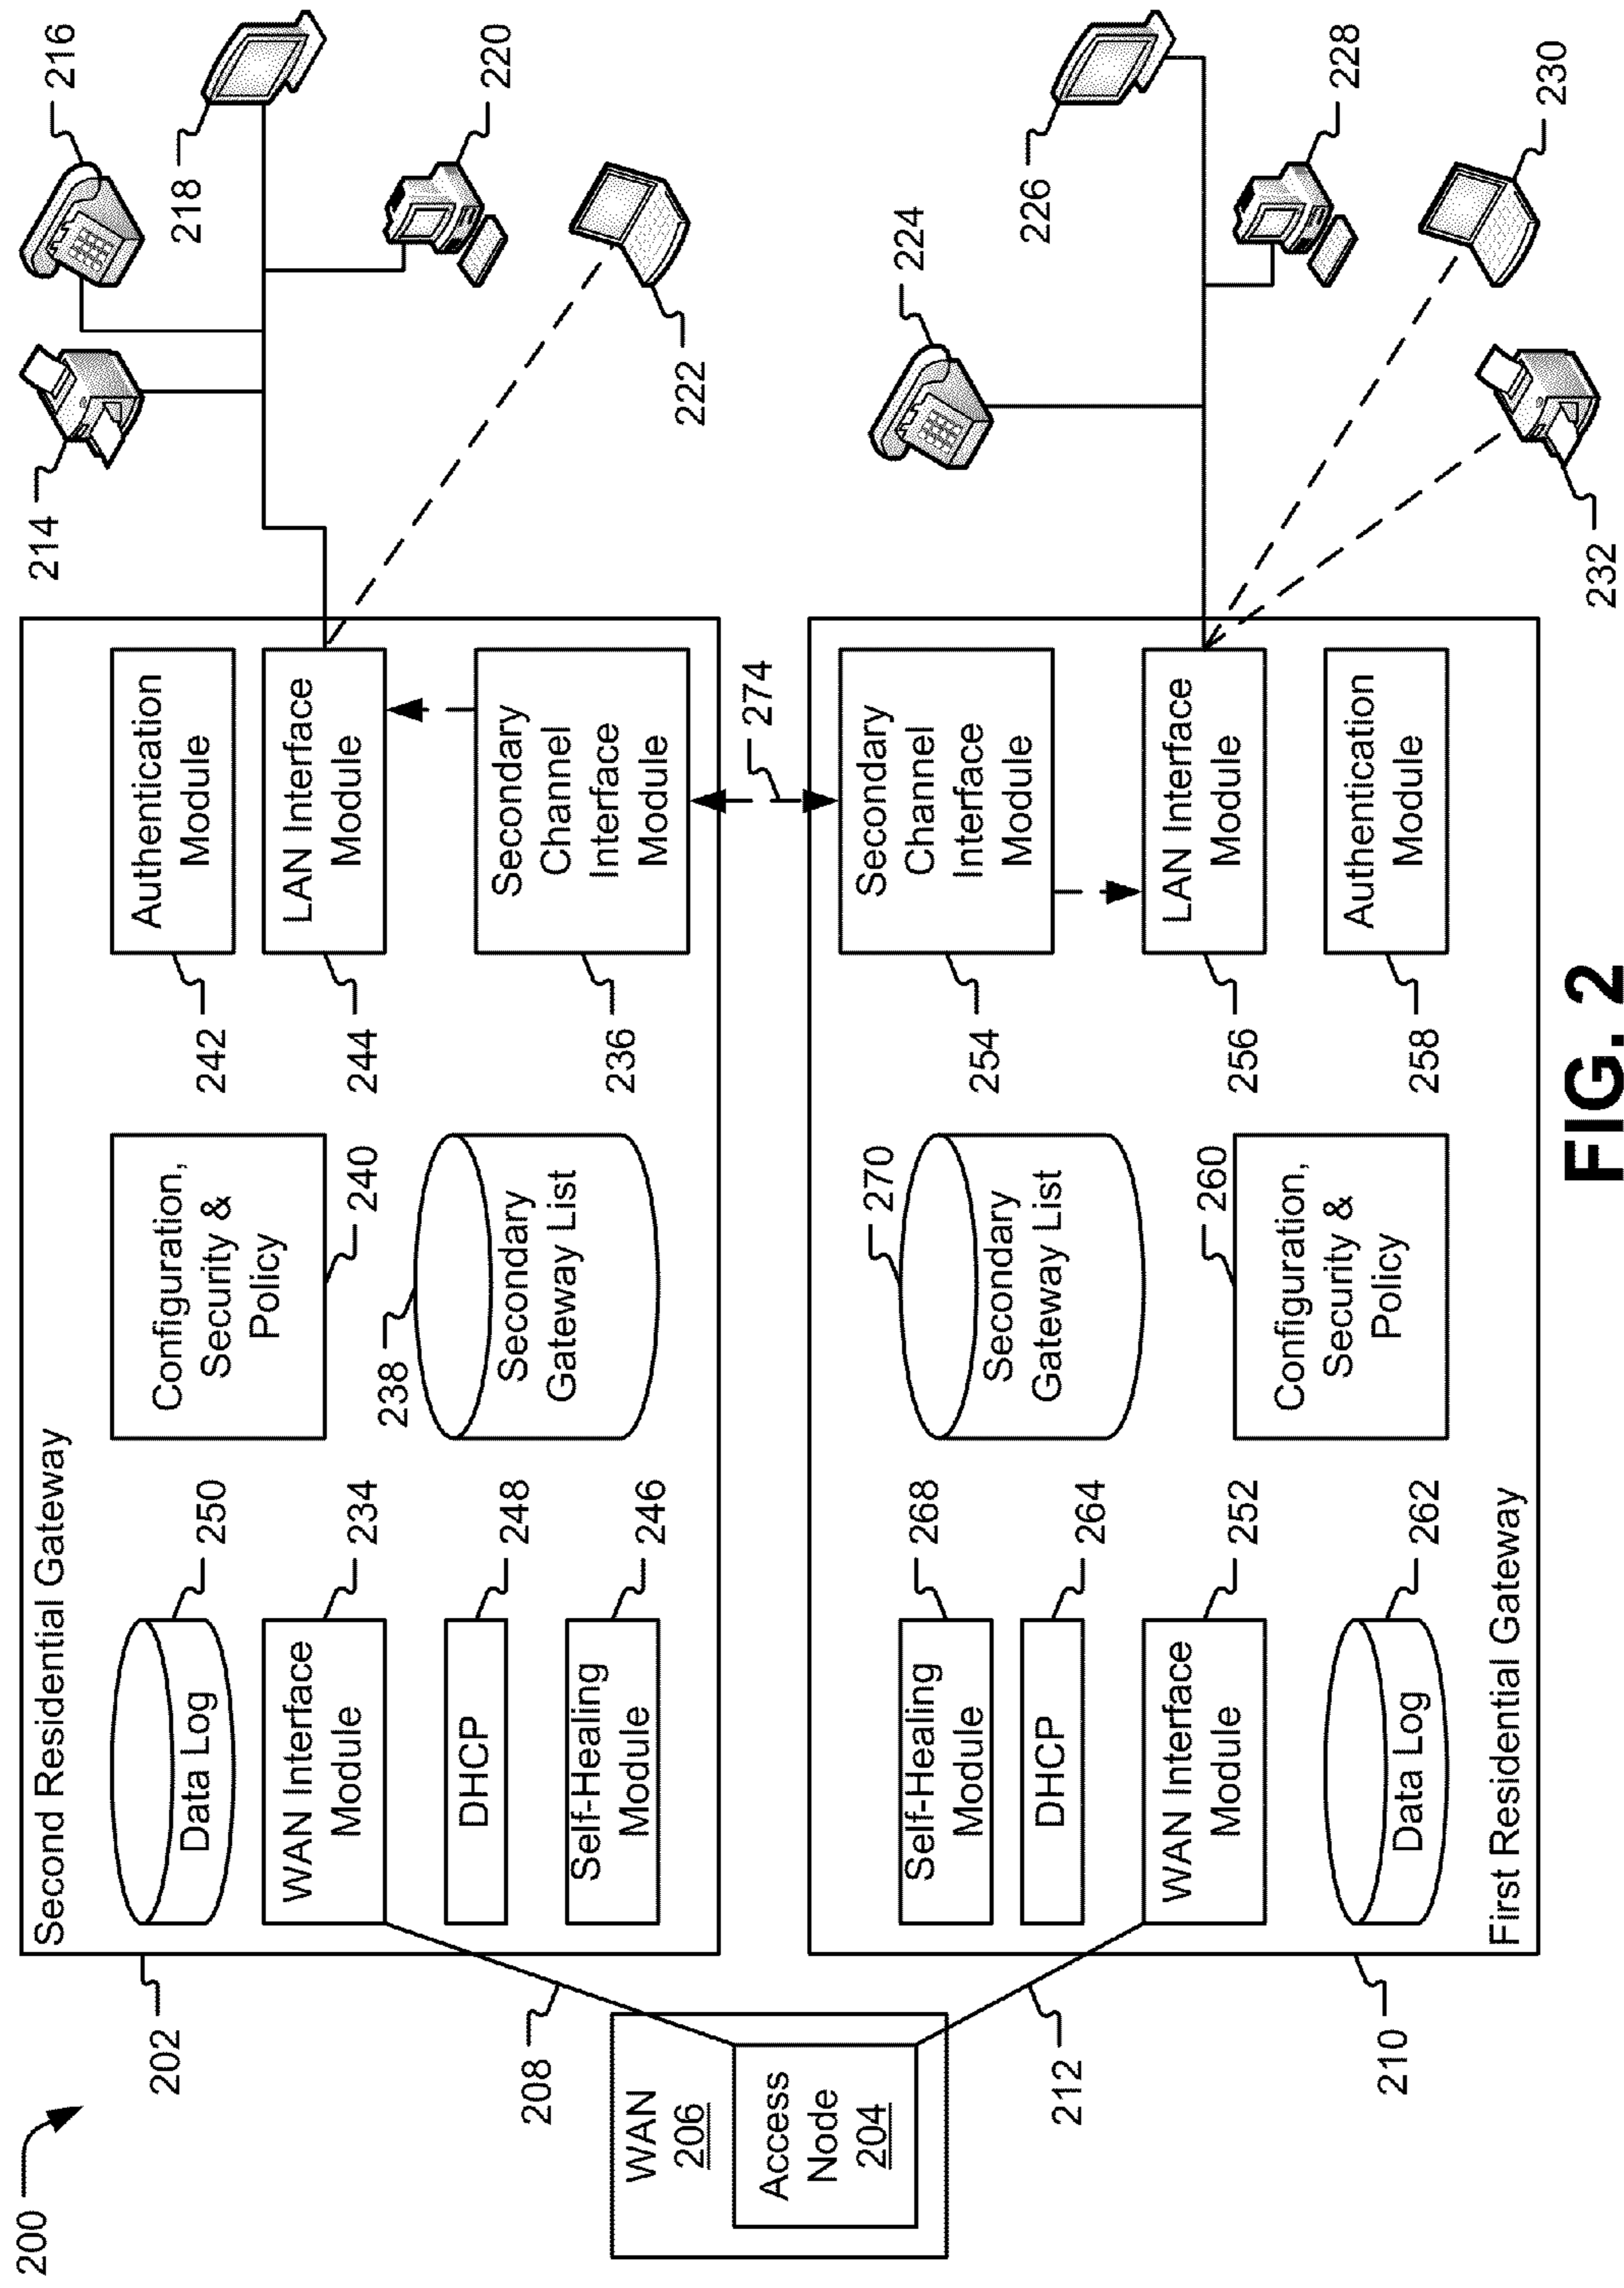 200
202
Second Residential Gateway
Data Log
250
WAN Interface
Module
234
DHCP
248
Self-Healing
Module
246
Configuration,
Security &
Policy
240
238
Secondary
Gateway List
Authentication
Module
242
LAN Interface
Module
244
Secondary
Channel
Interface
Module
236
214
216
218
220
222
208
WAN
206
Access
Node
204
212
274
210
First Residential Gateway
Self-Healing
Module
268
DHCP
264
WAN Interface
Module
252
Data Log
262
270
Secondary
Gateway List
260
Configuration,
Security &
Policy
Secondary
Channel
Interface
Module
254
LAN Interface
Module
256
Authentication
Module
258
224
226
228
230
232
FIG. 2